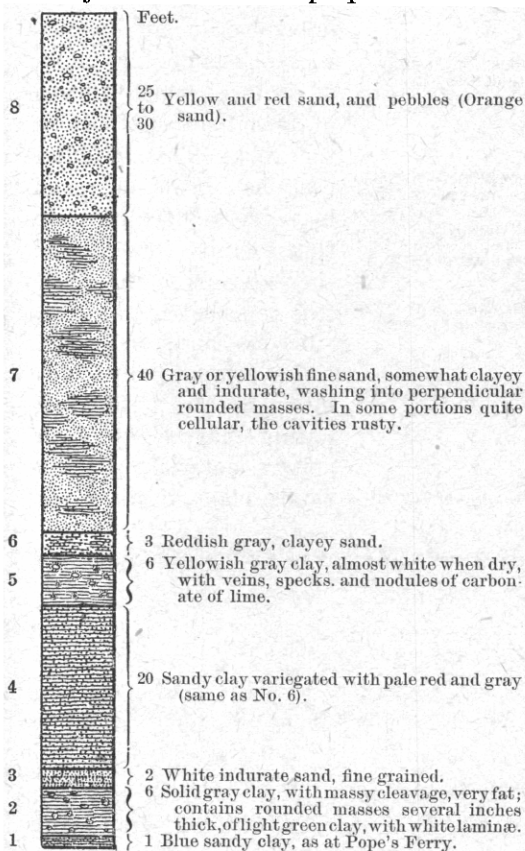 Feet.
8
25
to
30
Yellow and red sand, and pebbles (Orange
sand).
7
40 Gray or yellowish fine sand, somewhat clayey
and indurate, washing into perpendicular
rounded masses. In some portions quite
cellular, the cavities rusty.
6
3 Reddish gray, clayey sand.
5
6 Yellowish gray clay, almost white when dry,
with veins, specks. and nodules of carbon-
ate of lime.
4
20 Sandy clay variegated with pale red and gray
(same as No. 6).
3
2 White indurate sand, fine grained.
2
6 Solid gray clay, with massy cleavage, very fat;
contains rounded masses several inches
thick, of light green clay, with white laminæ.
1
1 Blue sandy clay, as at Pope's Ferry.